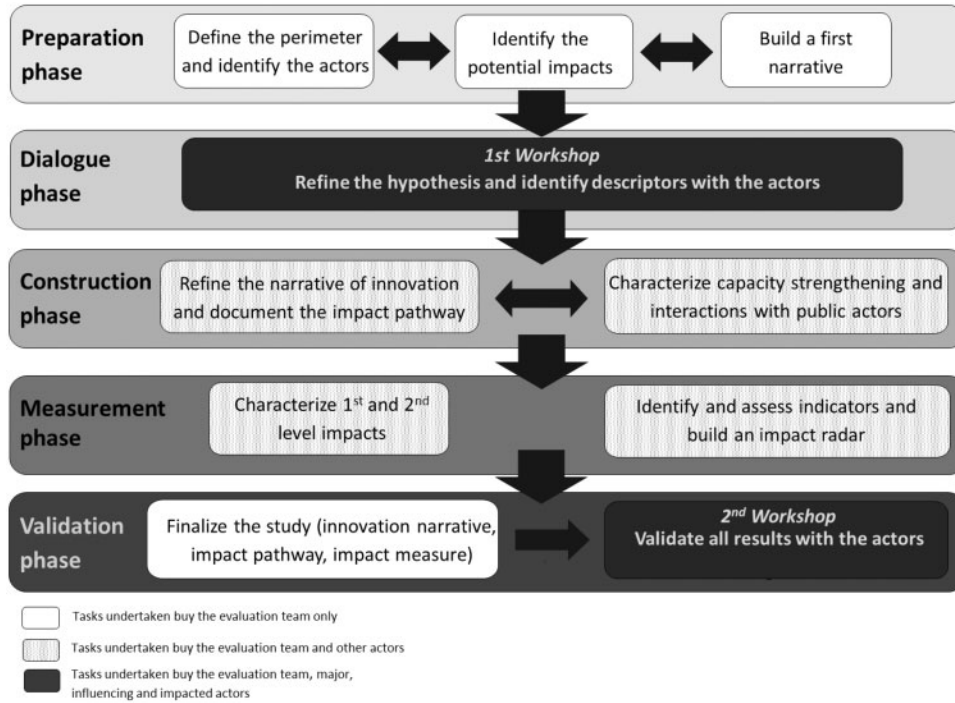 Preparation
phase
Define the perimeter
and identify the actors
Identify the
potential impacts
Build a first
narrative
Dialogue
phase
1st Workshop
Refine the hypothesis and identify descriptors with the actors
Construction
phase
Refine the narrative of innovation
and document the impact pathway
Characterize capacity strengthening and
interactions with public actors
Measurement
phase
Characterize 1st and 2nd
level impacts
Identify and assess indicators and
build an impact radar
Validation
phase
Finalize the study (innovation narrative,
impact pathway, impact measure)
2nd Workshop
Validate all results with the actors
Tasks undertaken buy the evaluation team only
Tasks undertaken buy the evaluation team and other actors
Tasks undertaken buy the evaluation team, major,
influencing and impacted actors